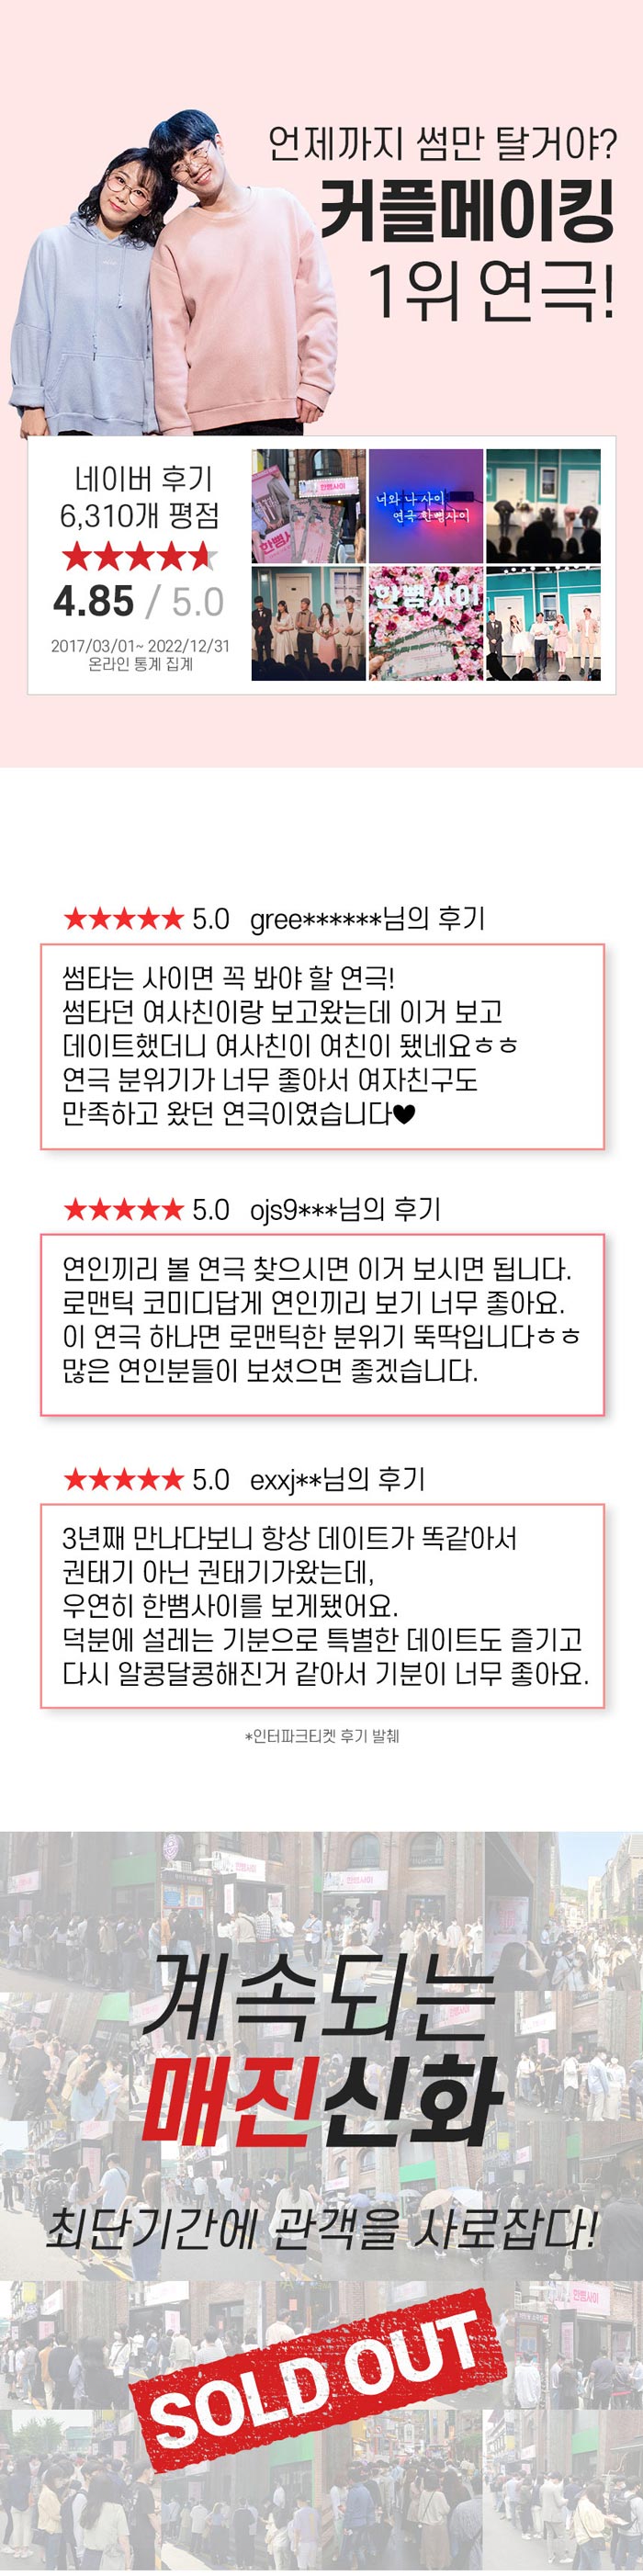 언제까지 썸만 탈거야?
커플메이킹
1위 연극!
네이버 후기
6,310개 평점
★★★★★
4.85 / 5.0
2017/03/01~ 2022/12/31
온라인 통계 집계
한뼘사이
너와 나 사이
연극 한뼘사이
한뼘사이
★★★★★ 5.0 gree******님의 후기
썸타는 사이면 꼭 봐야 할 연극!
썸타던 여사친이랑 보고왔는데 이거 보고
데이트했더니 여사친이 여친이 됐네요ㅎㅎ
연극 분위기가 너무 좋아서 여자친구도
만족하고 왔던 연극이였습니다♥
★★★★★ 5.0 ojs9***님의 후기
연인끼리 볼 연극 찾으시면 이거 보시면 됩니다.
로맨틱 코미디답게 연인끼리 보기 너무 좋아요.
이 연극 하나면 로맨틱한 분위기 뚝딱입니다ㅎㅎ
많은 연인분들이 보셨으면 좋겠습니다.
★★★★★ 5.0 exxj**님의 후기
3년째 만나다보니 항상 데이트가 똑같아서
권태기 아닌 권태기가왔는데,
우연히 한뼘사이를 보게됐어요.
덕분에 설레는 기분으로 특별한 데이트도 즐기고
다시 알콩달콩해진거 같아서 기분이 너무 좋아요.
*인터파크티켓 후기 발췌
한뼘사이
한뼘사이
계속되는
매진신화
최단기간에 관객을 사로잡다!
한뼘사이
SOLD OUT